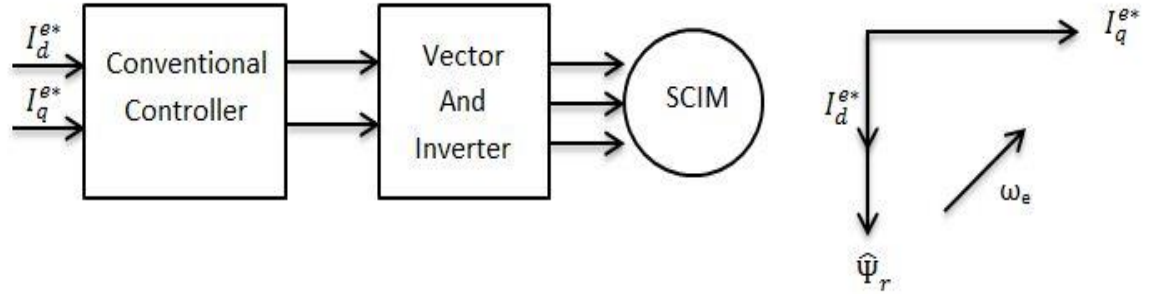 I_d^{e*}
I_q^{e*}
Conventional
Controller
Vector
And
Inverter
SCIM
I_q^{e*}
I_d^{e*}
ω_e
Ψ̂_r